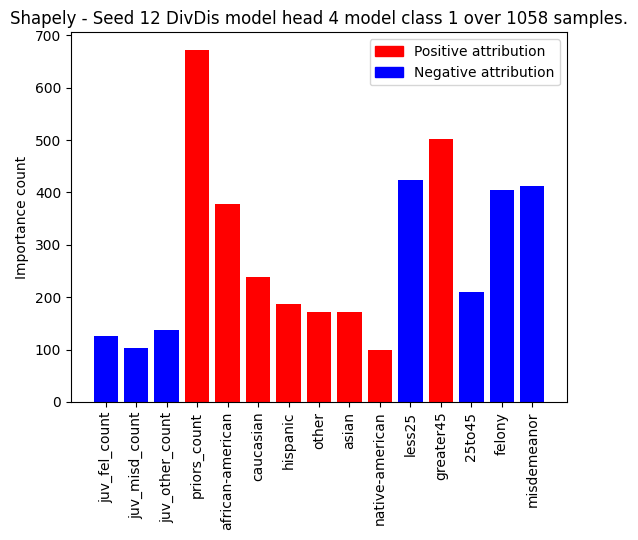 Shapely - Seed 12 DivDis model head 4 model class 1 over 1058 samples.
Positive attribution
Negative attribution
Importance count
700
600
500
400
300
200
100
0
juv_fel_count
juv_misd_count
juv_other_count
priors_count
african-american
caucasian
hispanic
other
asian
native-american
less25
greater45
25to45
felony
misdemeanor